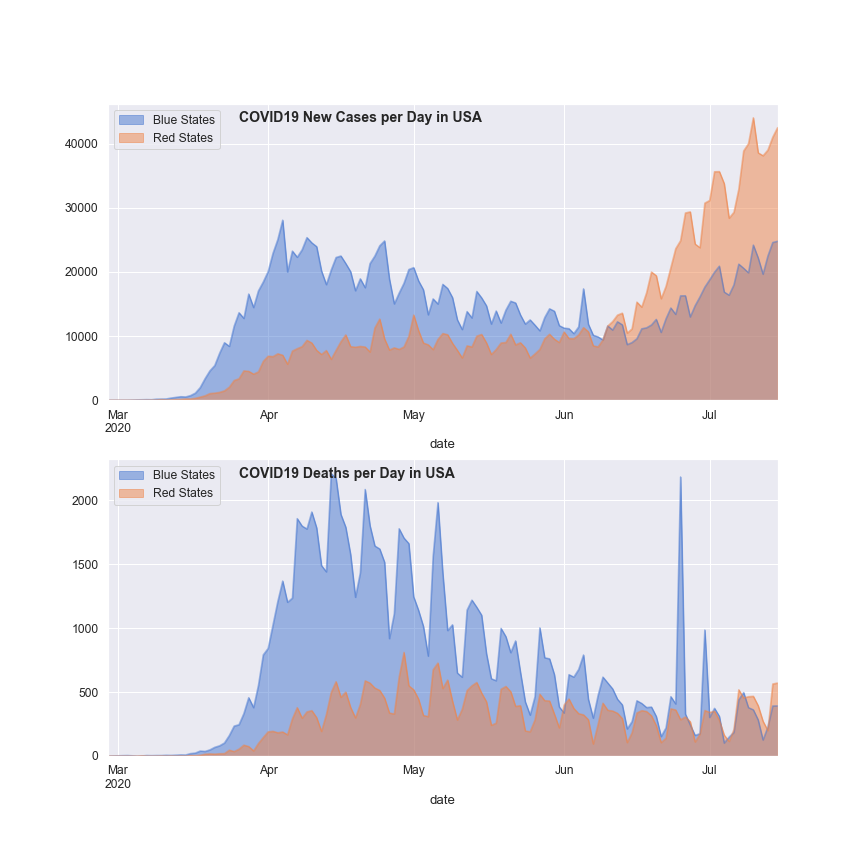 COVID19 New Cases per Day in USA
Blue States
Red States
40000
30000
20000
10000
0
Mar
2020
Apr
May
Jun
Jul
date
COVID19 Deaths per Day in USA
Blue States
Red States
2000
1500
1000
500
0
Mar
2020
Apr
May
Jun
Jul
date